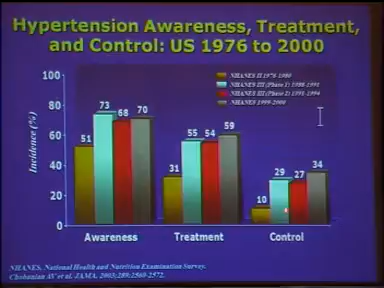 Hypertension Awareness, Treatment,
and Control: US 1976 to 2000
NHANES II 1976-1980
NHANES III (Phase 1) 1988-1991
NHANES III (Phase 2) 1991-1994
NHANES 1999-2000
Incidence (%)
100
80
60
40
20
0
51
73
68
70
31
55
54
59
10
29
27
34
Awareness
Treatment
Control
NHANES, National Health and Nutrition Examination Survey.
Chobanian AV et al. JAMA. 2003;289:2560-2572.